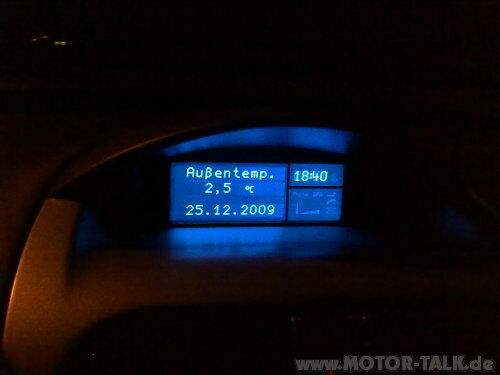 Außentemp.
2,5 °C
25.12.2009
18:40
www.MOTOR-TALK.de